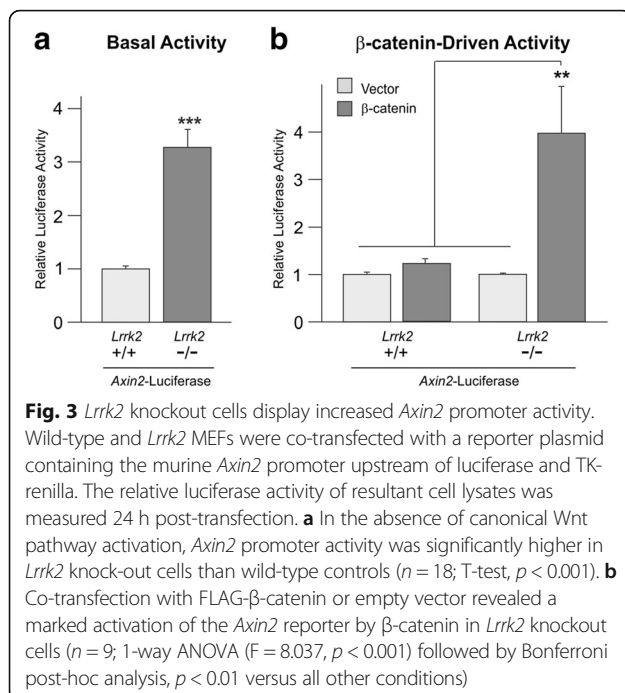 a Basal Activity
Relative Luciferase Activity
4
3
2
1
0
***
Lrrk2 Lrrk2
+/+ −/−
Axin2-Luciferase
b β-catenin-Driven Activity
Vector
β-catenin
**
Relative Luciferase Activity
4
3
2
1
0
Lrrk2 Lrrk2
+/+ −/−
Axin2-Luciferase
Fig. 3 Lrrk2 knockout cells display increased Axin2 promoter activity.
Wild-type and Lrrk2 MEFs were co-transfected with a reporter plasmid
containing the murine Axin2 promoter upstream of luciferase and TK-
renilla. The relative luciferase activity of resultant cell lysates was
measured 24 h post-transfection. a In the absence of canonical Wnt
pathway activation, Axin2 promoter activity was significantly higher in
Lrrk2 knock-out cells than wild-type controls (n = 18; T-test, p < 0.001). b
Co-transfection with FLAG-β-catenin or empty vector revealed a
marked activation of the Axin2 reporter by β-catenin in Lrrk2 knockout
cells (n = 9; 1-way ANOVA (F = 8.037, p < 0.001) followed by Bonferroni
post-hoc analysis, p < 0.01 versus all other conditions)